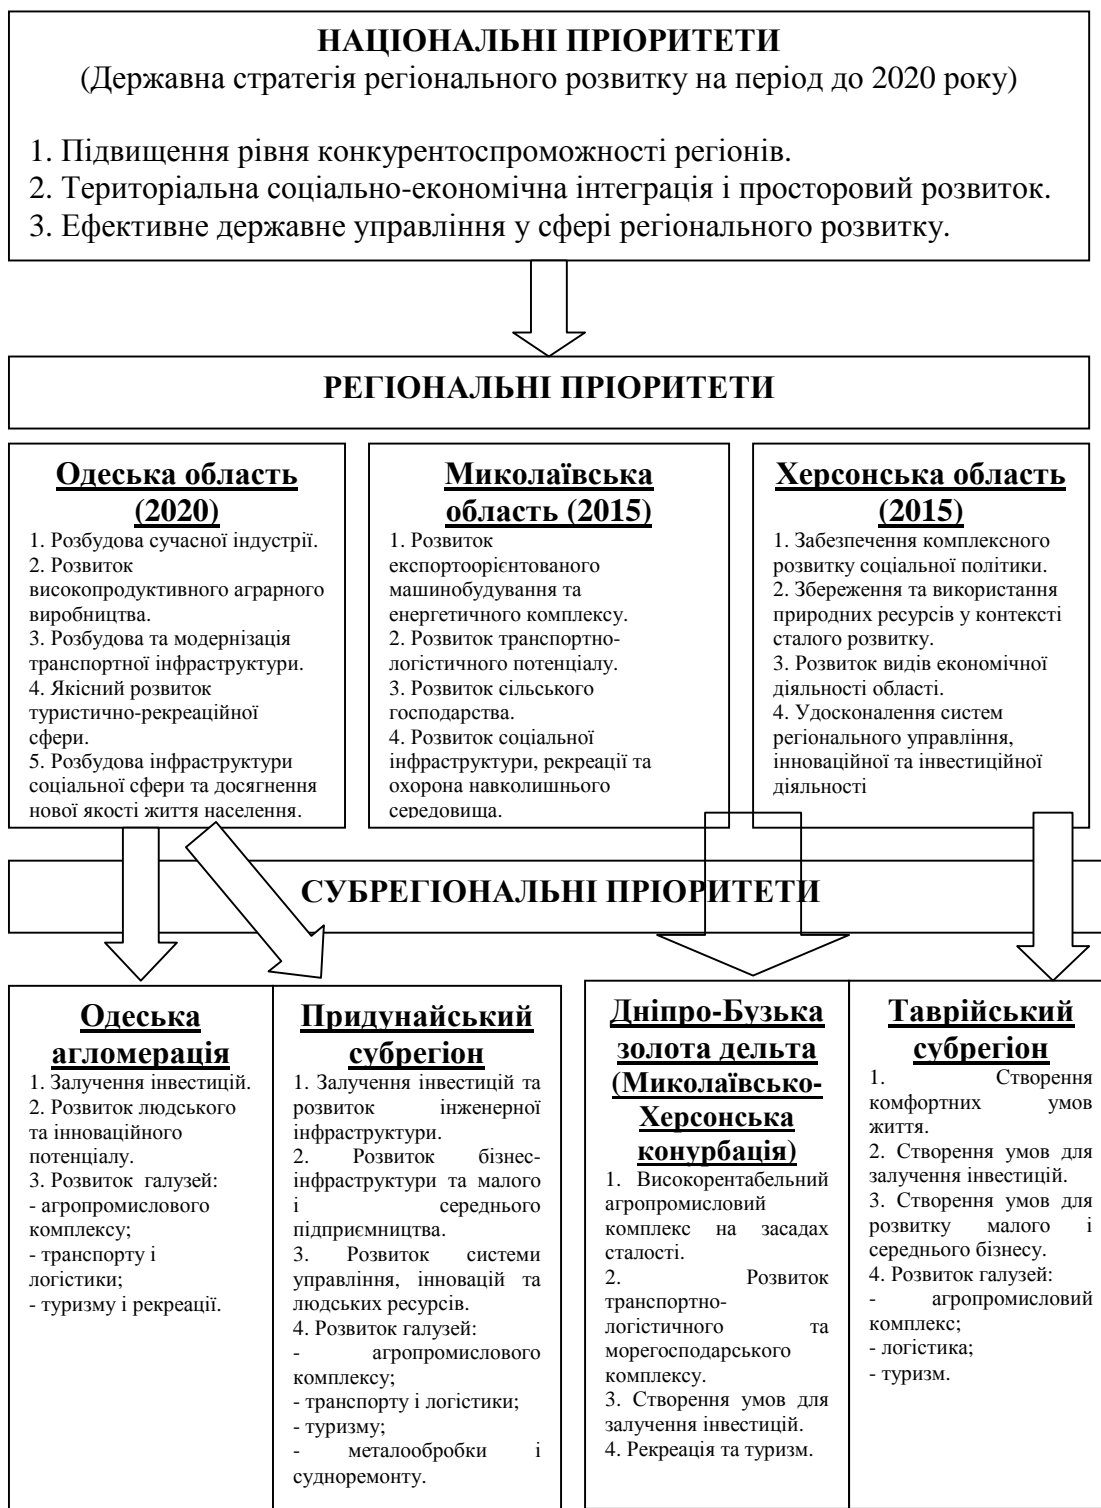 НАЦІОНАЛЬНІ ПРІОРИТЕТИ
(Державна стратегія регіонального розвитку на період до 2020 року)
1. Підвищення рівня конкурентоспроможності регіонів.
2. Територіальна соціально-економічна інтеграція і просторовий розвиток.
3. Ефективне державне управління у сфері регіонального розвитку.
РЕГІОНАЛЬНІ ПРІОРИТЕТИ
Одеська область
(2020)
1. Розбудова сучасної індустрії.
2. Розвиток
високопродуктивного аграрного
виробництва.
3. Розбудова та модернізація
транспортної інфраструктури.
4. Якісний розвиток
туристично-рекреаційної
сфери.
5. Розбудова інфраструктури
соціальної сфери та досягнення
нової якості життя населення.
Миколаївська
область (2015)
1. Розвиток
експортоорієнтованого
машинобудування та
енергетичного комплексу.
2. Розвиток транспортно-
логістичного потенціалу.
3. Розвиток сільського
господарства.
4. Розвиток соціальної
інфраструктури, рекреації та
охорона навколишнього
середовища.
Херсонська область
(2015)
1. Забезпечення комплексного
розвитку соціальної політики.
2. Збереження та використання
природних ресурсів у контексті
сталого розвитку.
3. Розвиток видів економічної
діяльності області.
4. Удосконалення систем
регіонального управління,
інноваційної та інвестиційної
діяльності
СУБРЕГІОНАЛЬНІ ПРІОРИТЕТИ
Одеська
агломерація
1. Залучення інвестицій.
2. Розвиток людського
та інноваційного
потенціалу.
3. Розвиток галузей:
- агропромислового
комплексу;
- транспорту і
логістики;
- туризму і рекреації.
Придунайський
субрегіон
1. Залучення інвестицій та
розвиток інженерної
інфраструктури.
2. Розвиток бізнес-
інфраструктури та малого
і середнього
підприємництва.
3. Розвиток системи
управління, інновацій та
людських ресурсів.
4. Розвиток галузей:
- агропромислового
комплексу;
- транспорту і логістики;
- туризму;
- металообробки і
судноремонту.
Дніпро-Бузька
золота дельта
(Миколаївсько-
Херсонська
конурбація)
1. Високорентабельний
агропромисловий
комплекс на засадах
сталості.
2. Розвиток
транспортно-
логістичного та
морегосподарського
комплексу.
3. Створення умов для
залучення інвестицій.
4. Рекреація та туризм.
Таврійський
субрегіон
1. Створення
комфортних умов
життя.
2. Створення умов для
залучення інвестицій.
3. Створення умов для
розвитку малого і
середнього бізнесу.
4. Розвиток галузей:
- агропромисловий
комплекс;
- логістика;
- туризм.